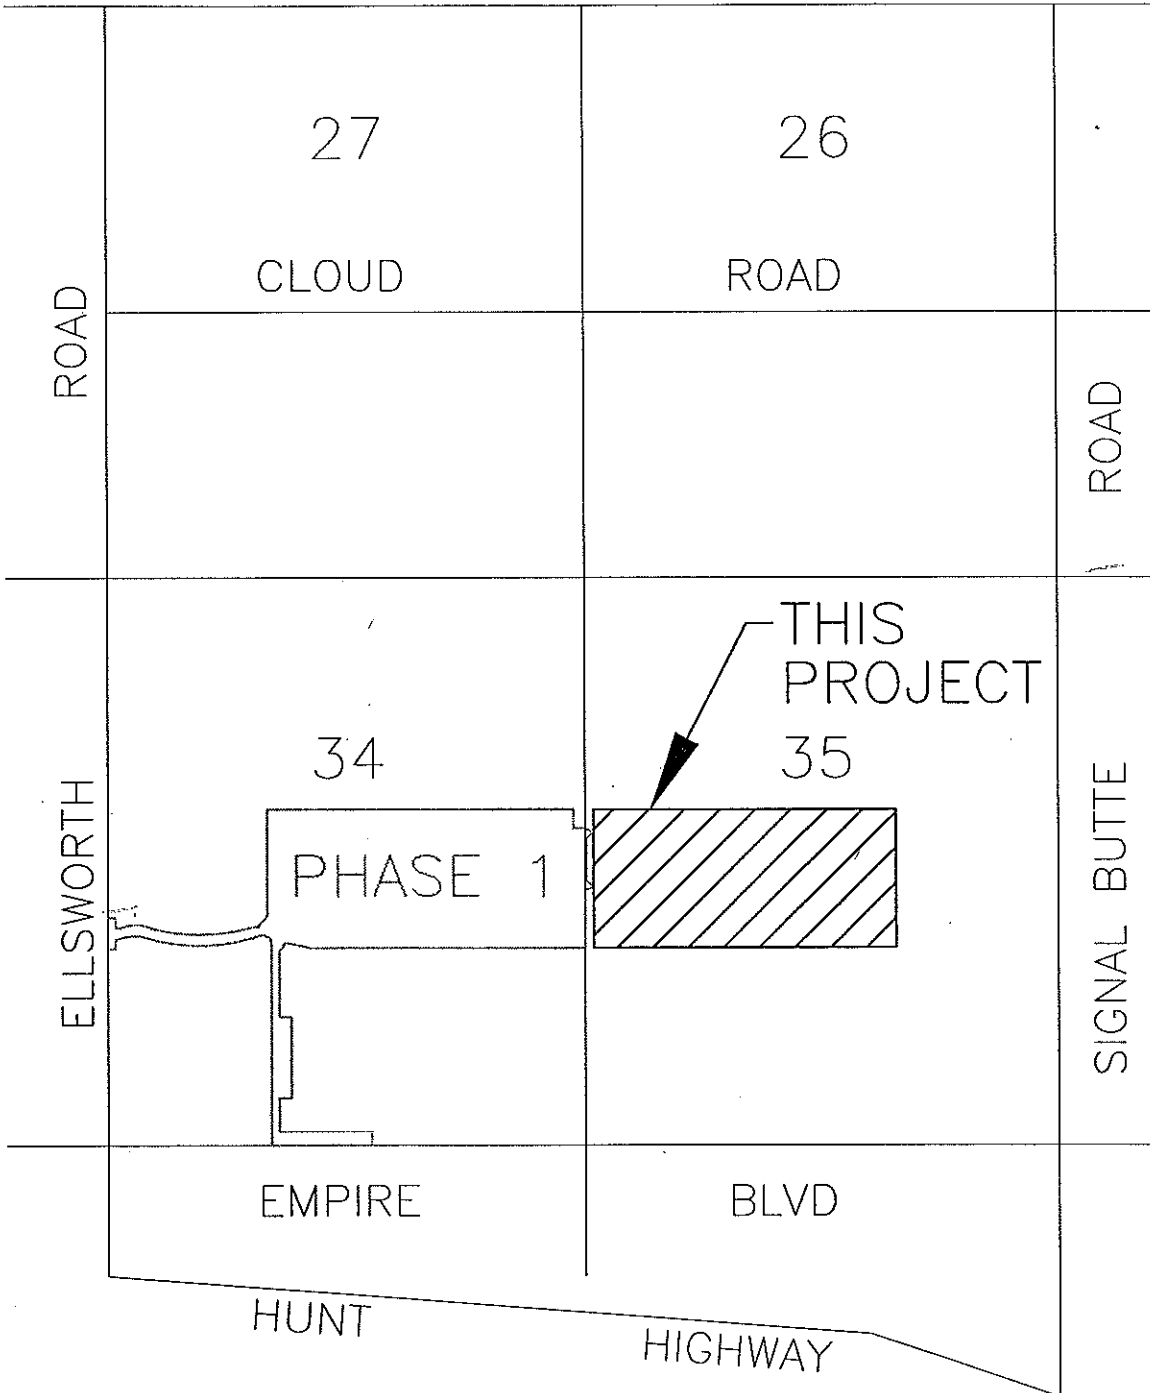 27
26
CLOUD ROAD
ROAD
ROAD
THIS
PROJECT
34
35
PHASE 1
ELLSWORTH
SIGNAL BUTTE
EMPIRE BLVD
HUNT HIGHWAY